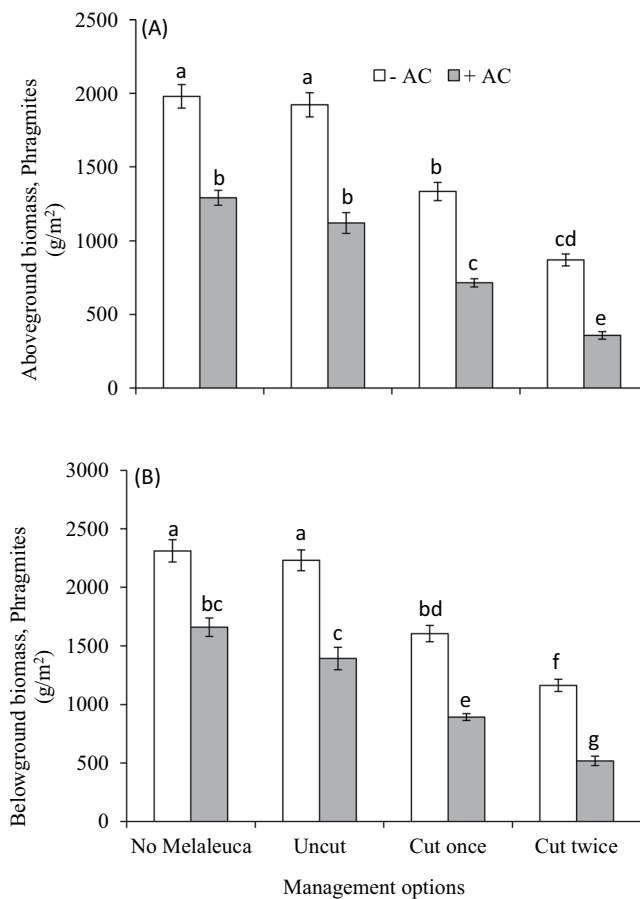 (A)
Aboveground biomass, Phragmites
(g/m²)
2500
2000
1500
1000
500
0
- AC + AC
a
b
a
b
b
c
cd
e
(B)
Belowground biomass, Phragmites
(g/m²)
3000
2500
2000
1500
1000
500
0
a
bc
a
c
bd
e
f
g
No Melaleuca Uncut Cut once Cut twice
Management options